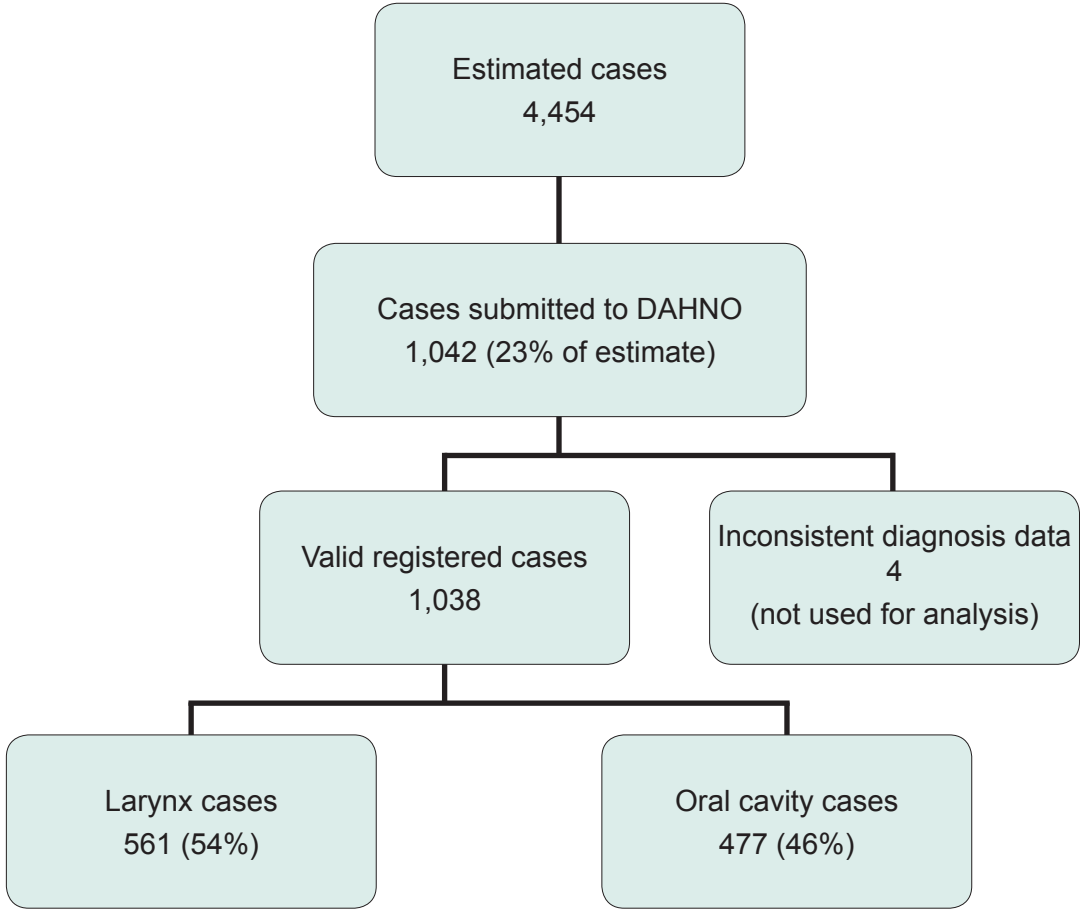 Estimated cases
4,454
Cases submitted to DAHNO
1,042 (23% of estimate)
Valid registered cases
1,038
Inconsistent diagnosis data
4
(not used for analysis)
Larynx cases
561 (54%)
Oral cavity cases
477 (46%)